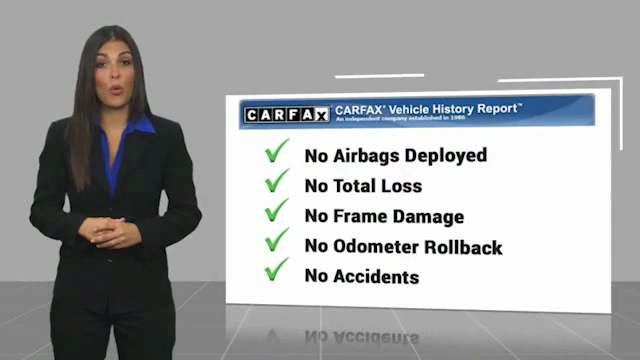 CARFAX CARFAX® Vehicle History Report™
An independent company established in 1986
No Airbags Deployed
No Total Loss
No Frame Damage
No Odometer Rollback
No Accidents